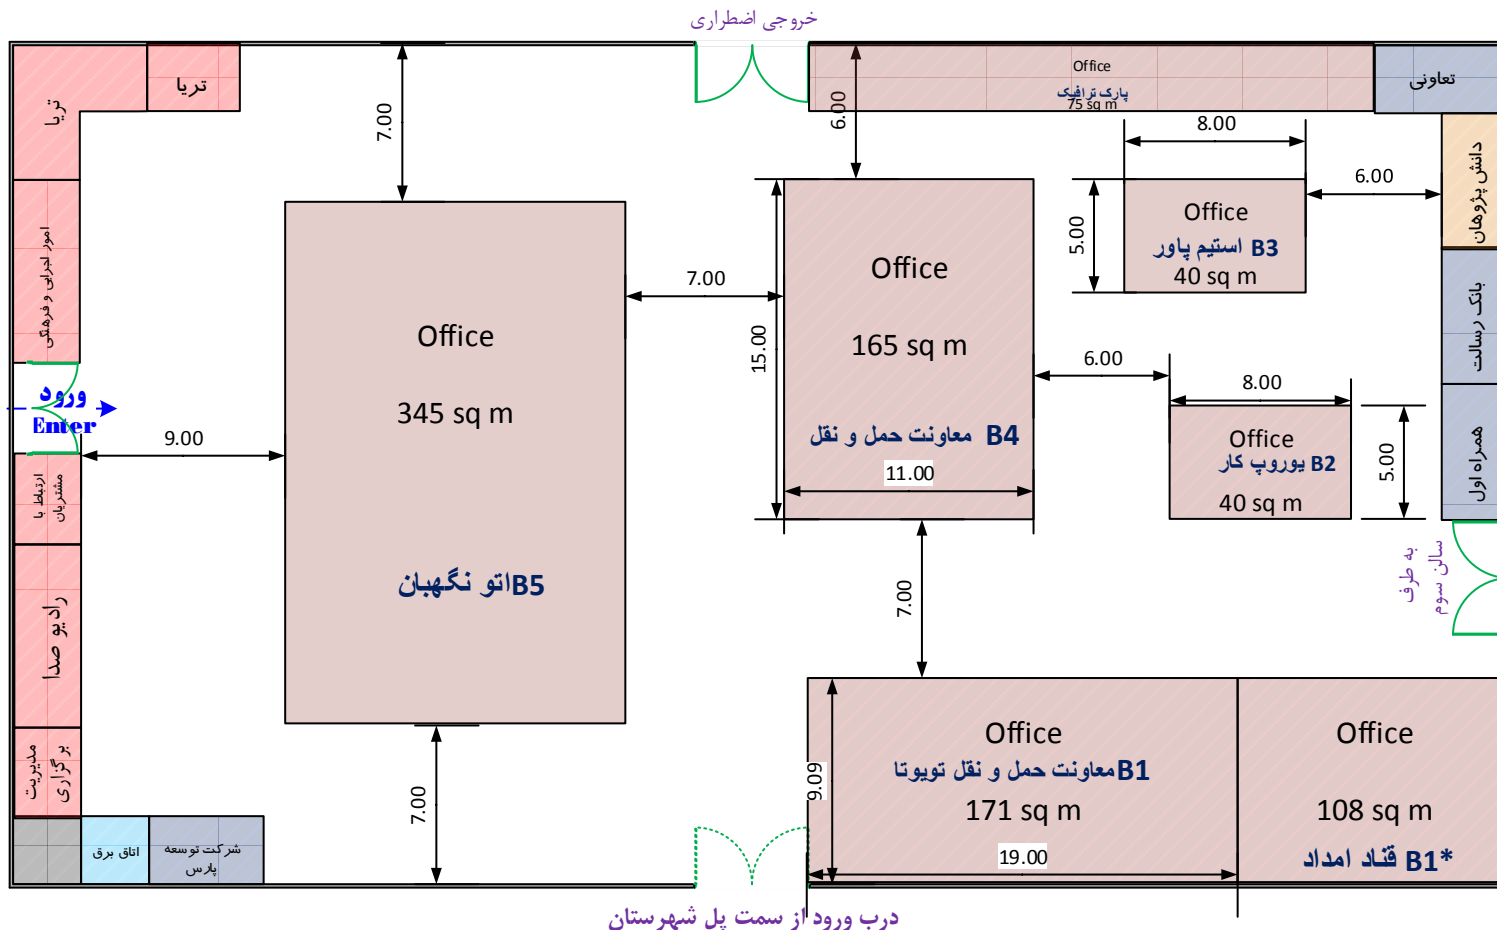 خروجی اضطراری
تریا
تریا
امور اجرایی و فرهنگی
ورود
Enter
ارتباط با
مشتریان
رادیو صدا
مدیریت
برگزاری
اتاق برق
شرکت توسعه
پارس
9.00
7.00
Office
345 sq m
B5اتو نگهبان
7.00
7.00
6.00
Office
پارک ترافیک
75 sq m
تعاونی
دانش پژوهان
بانک رسالت
همراه اول
به طرف
سالن سوم
15.00
Office
165 sq m
B4 معاونت حمل و نقل
11.00
8.00
5.00
Office
B3 استیم پاور
40 sq m
6.00
6.00
8.00
Office
B2 یوروپ کار
40 sq m
5.00
7.00
9.09
Office
B1معاونت حمل و نقل تویوتا
171 sq m
19.00
Office
108 sq m
B1* قناد امداد
درب ورود از سمت پل شهرستان